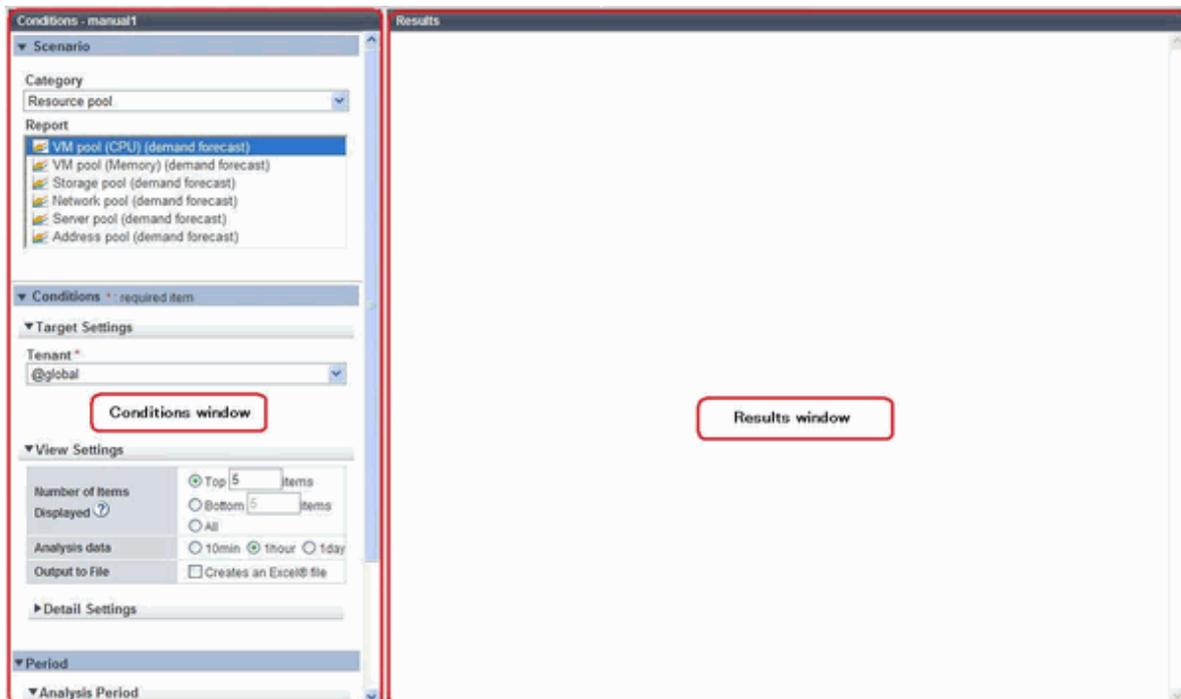 Conditions - manual1
Scenario
Category
Resource pool
Report
VM pool (CPU) (demand forecast)
VM pool (Memory) (demand forecast)
Storage pool (demand forecast)
Network pool (demand forecast)
Server pool (demand forecast)
Address pool (demand forecast)
Conditions * : required item
Target Settings
Tenant *
@global
Conditions window
View Settings
Number of Items Displayed ?
Top 5 items
Bottom 5 items
All
Analysis data 10min 1hour 1day
Output to File Creates an Excel® file
Detail Settings
Period
Analysis Period
Results
Results window